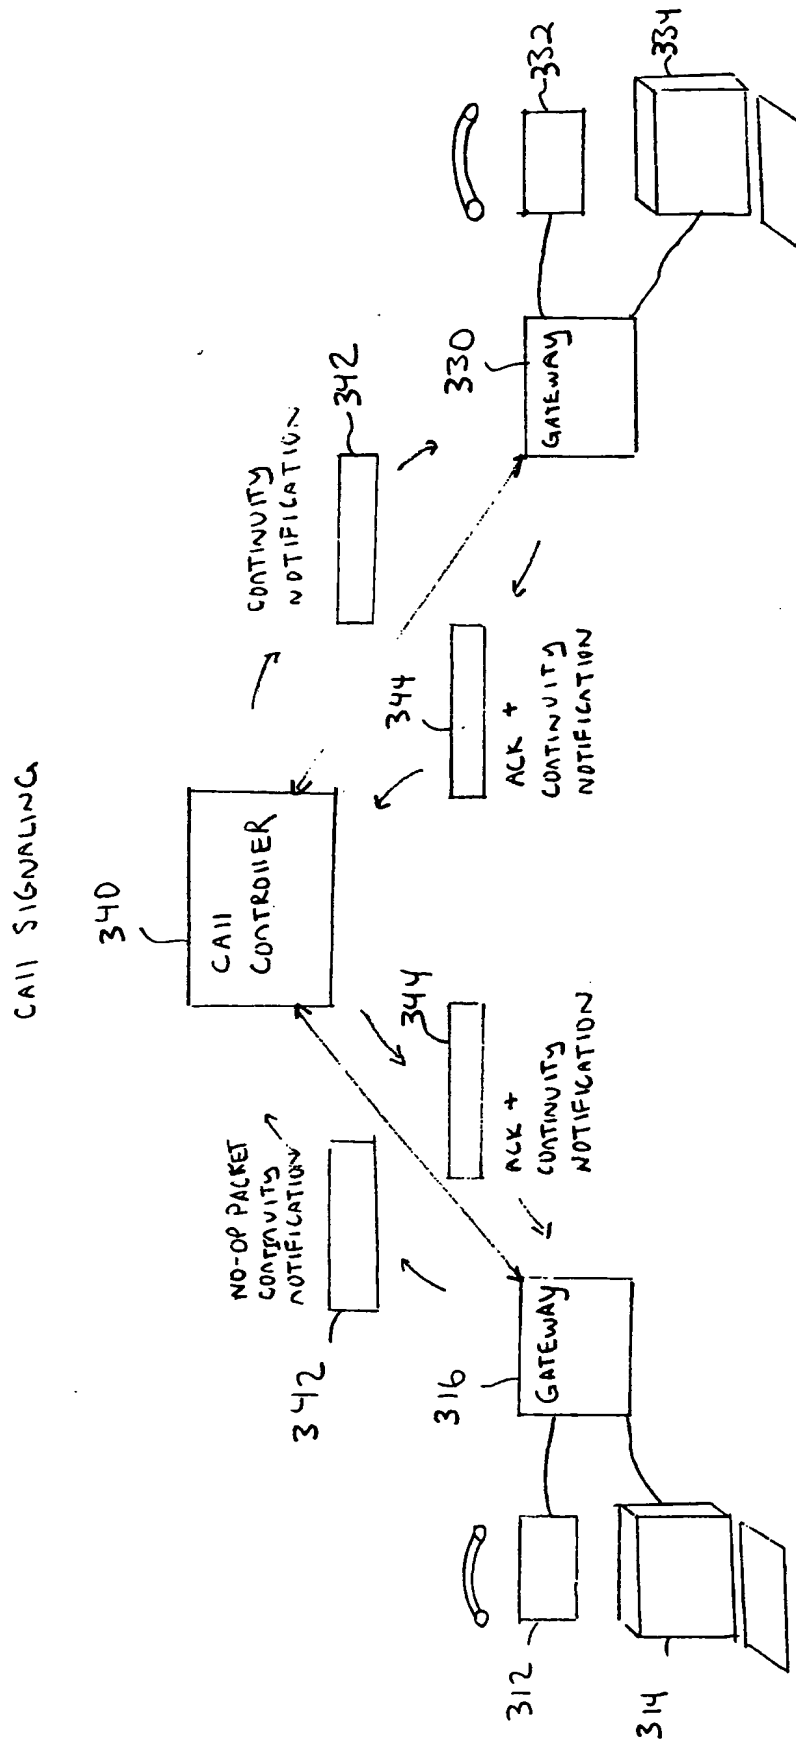 CALL SIGNALING
340
CALL
CONTROLLER
NO-OP PACKET
CONTINUITY
NOTIFICATION
342
CONTINUITY
NOTIFICATION
342
344
ACK +
CONTINUITY
NOTIFICATION
344
ACK +
CONTINUITY
NOTIFICATION
316
GATEWAY
330
GATEWAY
312
314
332
334